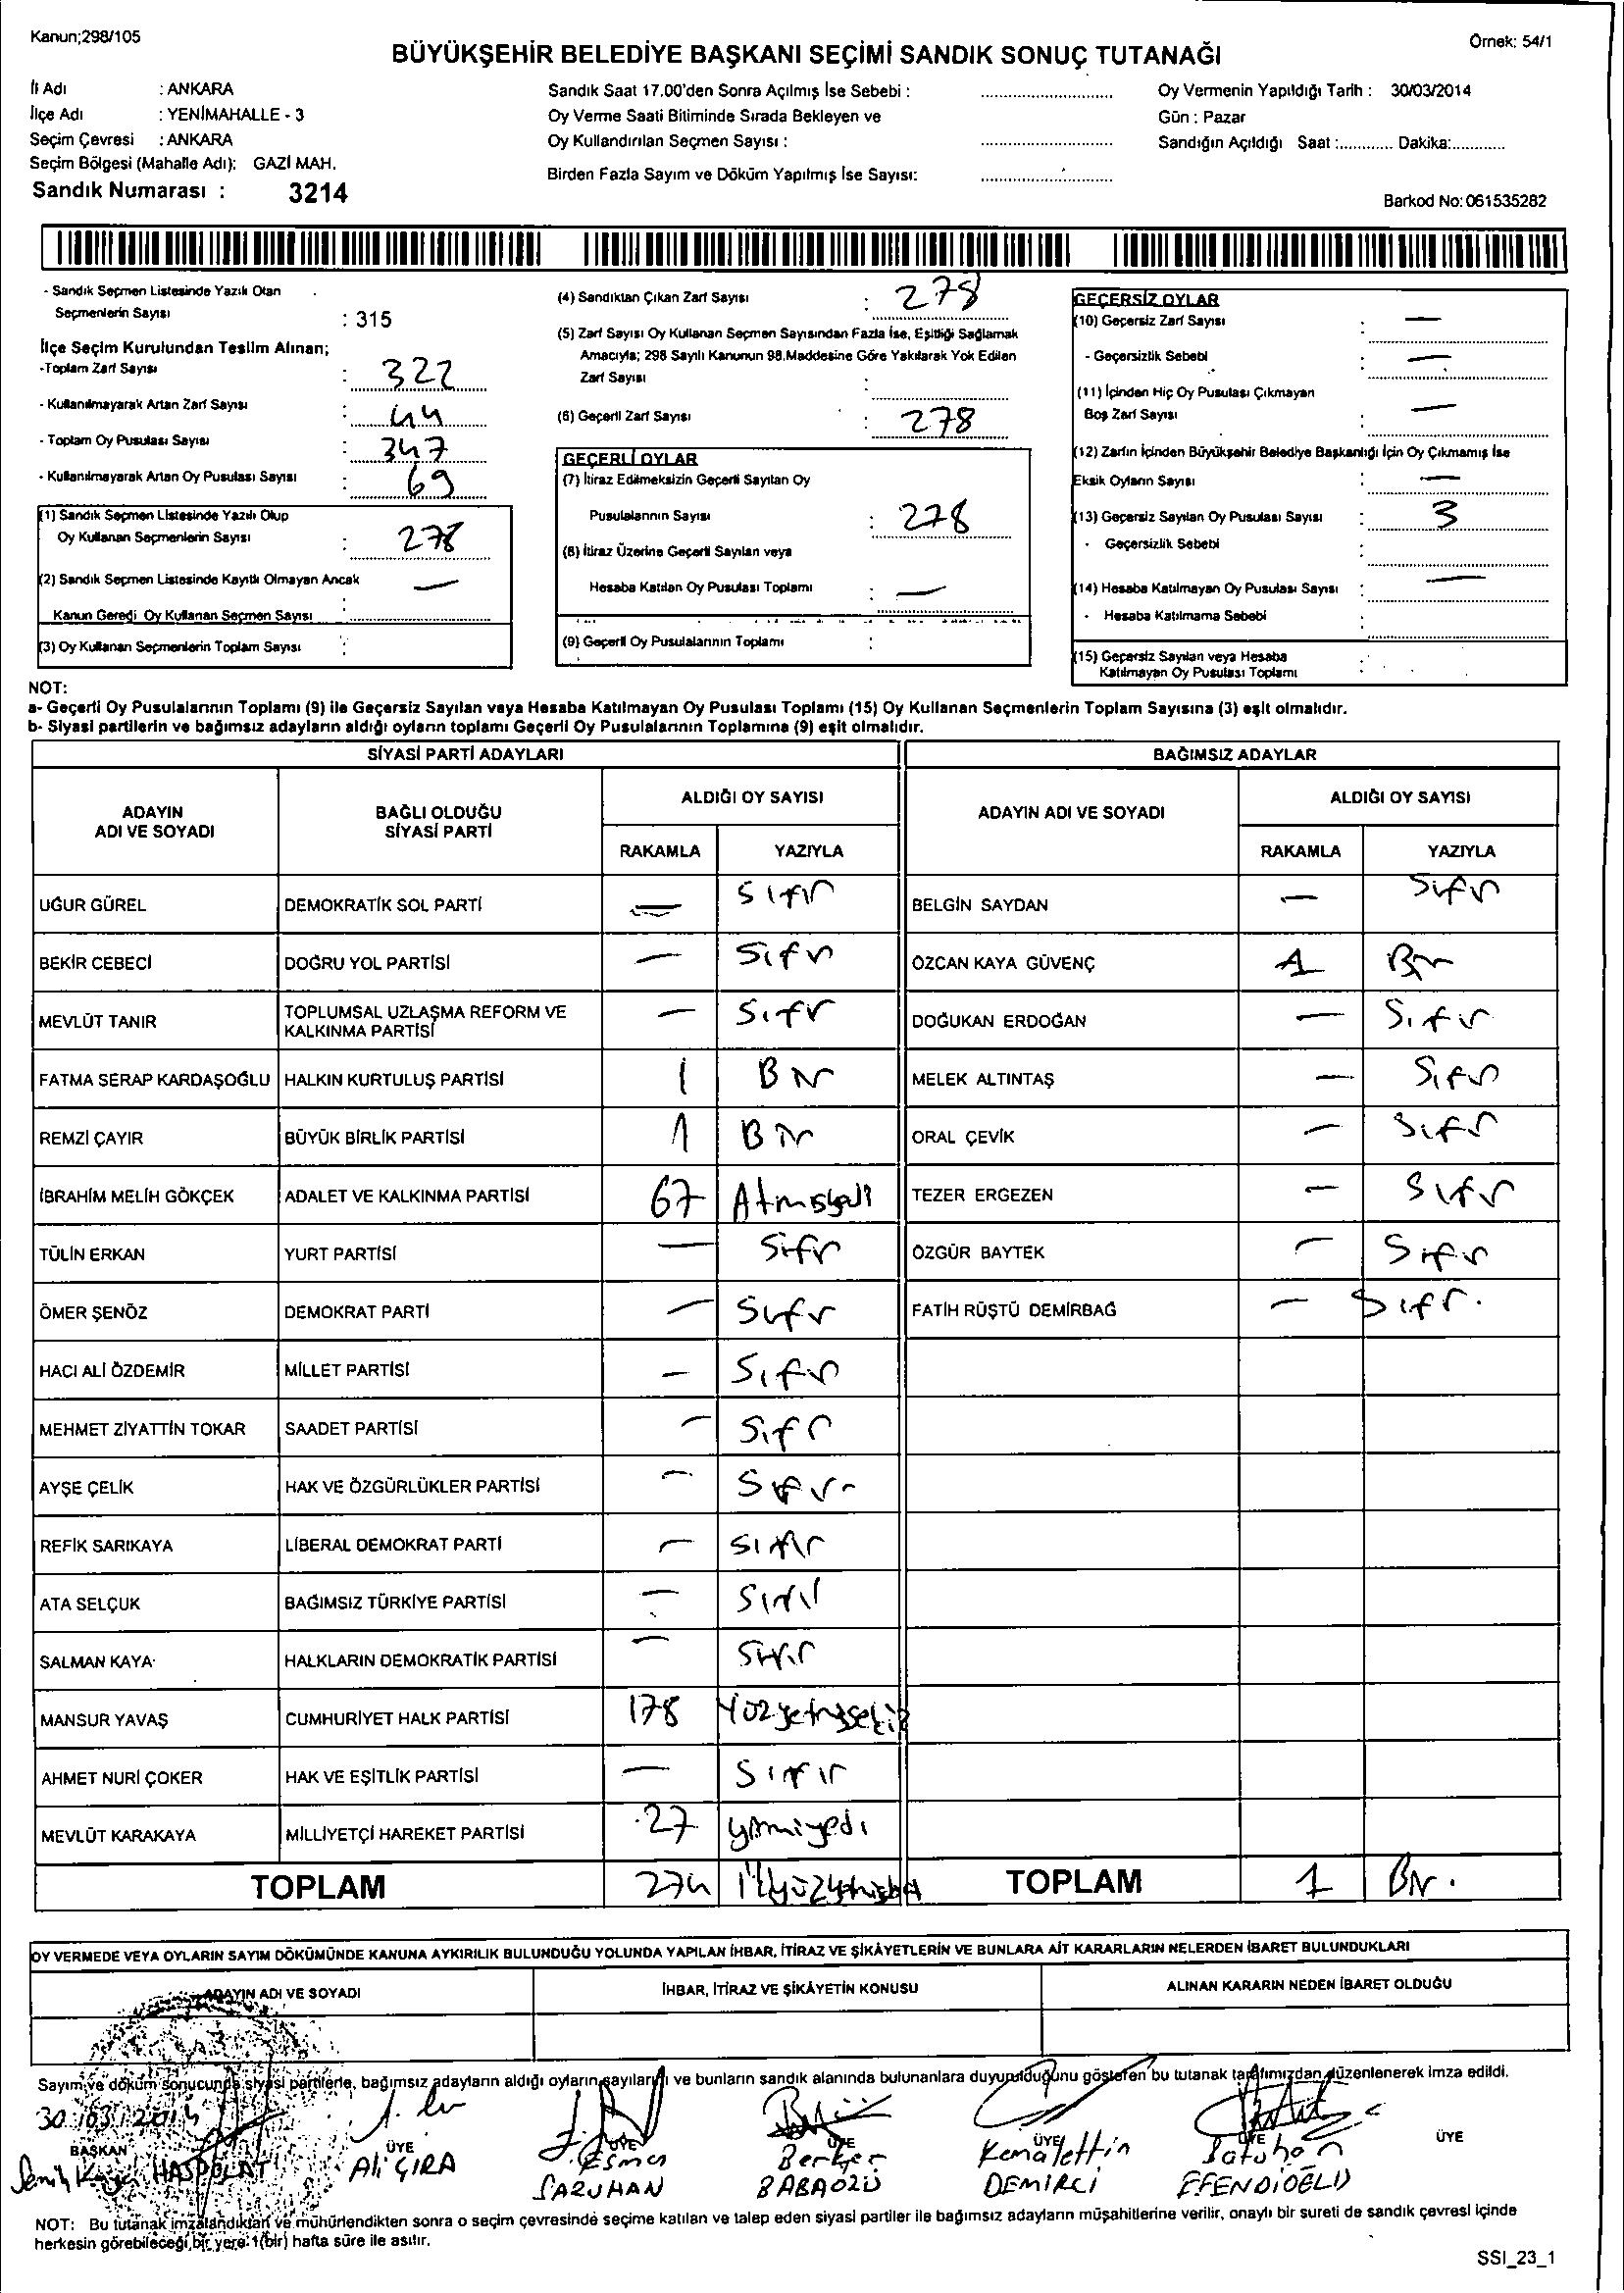 Kanun;298/105
Örnek: 54/1
BÜYÜKŞEHİR BELEDİYE BAŞKANI SEÇİMİ SANDIK SONUÇ TUTANAĞI
İl Adı : ANKARA
İlçe Adı : YENİMAHALLE - 3
Seçim Çevresi : ANKARA
Seçim Bölgesi (Mahalle Adı): GAZİ MAH.
Sandık Numarası : 3214
Sandık Saat 17.00'den Sonra Açılmış İse Sebebi :
Oy Verme Saati Bitiminde Sırada Bekleyen ve
Oy Kullandırılan Seçmen Sayısı :
Birden Fazla Sayım ve Döküm Yapılmış İse Sayısı:
Oy Vermenin Yapıldığı Tarih : 30/03/2014
Gün : Pazar
Sandığın Açıldığı Saat :............ Dakika:............
Barkod No: 061535282
- Sandık Seçmen Listesinde Yazılı Olan
Seçmenlerin Sayısı : 315
İlçe Seçim Kurulundan Teslim Alınan;
-Toplam Zarf Sayısı : 322
- Kullanılmayarak Artan Zarf Sayısı : 44
- Toplam Oy Pusulası Sayısı : 347
- Kullanılmayarak Artan Oy Pusulası Sayısı : 69
(1) Sandık Seçmen Listesinde Yazılı Olup
Oy Kullanan Seçmenlerin Sayısı : 278
(2) Sandık Seçmen Listesinde Kayıtlı Olmayan Ancak —
Kanun Gereği Oy Kullanan Seçmen Sayısı :
(3) Oy Kullanan Seçmenlerin Toplam Sayısı :
(4) Sandıktan Çıkan Zarf Sayısı : 278
(5) Zarf Sayısı Oy Kullanan Seçmen Sayısından Fazla İse, Eşitliği Sağlamak
Amacıyla; 298 Sayılı Kanunun 98.Maddesine Göre Yakılarak Yok Edilen
Zarf Sayısı :
(6) Geçerli Zarf Sayısı : 278
GEÇERLİ OYLAR
(7) İtiraz Edilmeksizin Geçerli Sayılan Oy
Pusulalarının Sayısı : 278
(8) İtiraz Üzerine Geçerli Sayılan veya
Hesaba Katılan Oy Pusulası Toplamı : —
(9) Geçerli Oy Pusulalarının Toplamı :
GEÇERSİZ OYLAR
(10) Geçersiz Zarf Sayısı : —
- Geçersizlik Sebebi : —
(11) İçinden Hiç Oy Pusulası Çıkmayan
Boş Zarf Sayısı : —
(12) Zarfın İçinden Büyükşehir Belediye Başkanlığı İçin Oy Çıkmamış İse
Eksik Oyların Sayısı : —
(13) Geçersiz Sayılan Oy Pusulası Sayısı : 3
- Geçersizlik Sebebi :
(14) Hesaba Katılmayan Oy Pusulası Sayısı : —
- Hesaba Katılmama Sebebi :
(15) Geçersiz Sayılan veya Hesaba
Katılmayan Oy Pusulası Toplamı :
NOT:
a- Geçerli Oy Pusulalarının Toplamı (9) ile Geçersiz Sayılan veya Hesaba Katılmayan Oy Pusulası Toplamı (15) Oy Kullanan Seçmenlerin Toplam Sayısına (3) eşit olmalıdır.
b- Siyasi partilerin ve bağımsız adayların aldığı oyların toplamı Geçerli Oy Pusulalarının Toplamına (9) eşit olmalıdır.
SİYASİ PARTİ ADAYLARI
ADAYIN ADI VE SOYADI BAĞLI OLDUĞU SİYASİ PARTİ ALDIĞI OY SAYISI
RAKAMLA YAZIYLA
UĞUR GÜREL DEMOKRATİK SOL PARTİ — Sıfır
BEKİR CEBECİ DOĞRU YOL PARTİSİ — Sıfır
MEVLÜT TANIR TOPLUMSAL UZLAŞMA REFORM VE KALKINMA PARTİSİ — Sıfır
FATMA SERAP KARDAŞOĞLU HALKIN KURTULUŞ PARTİSİ 1 Bir
REMZİ ÇAYIR BÜYÜK BİRLİK PARTİSİ 1 Bir
İBRAHİM MELİH GÖKÇEK ADALET VE KALKINMA PARTİSİ 67 Atmışyedi
TÜLİN ERKAN YURT PARTİSİ — Sıfır
ÖMER ŞENÖZ DEMOKRAT PARTİ — Sıfır
HACI ALİ ÖZDEMİR MİLLET PARTİSİ — Sıfır
MEHMET ZİYATTİN TOKAR SAADET PARTİSİ — Sıfır
AYŞE ÇELİK HAK VE ÖZGÜRLÜKLER PARTİSİ — Sıfır
REFİK SARIKAYA LİBERAL DEMOKRAT PARTİ — Sıfır
ATA SELÇUK BAĞIMSIZ TÜRKİYE PARTİSİ — Sıfır
SALMAN KAYA HALKLARIN DEMOKRATİK PARTİSİ — Sıfır
MANSUR YAVAŞ CUMHURİYET HALK PARTİSİ 178 Yüzyetmişsekiz
AHMET NURİ ÇOKER HAK VE EŞİTLİK PARTİSİ — Sıfır
MEVLÜT KARAKAYA MİLLİYETÇİ HAREKET PARTİSİ 27 yirmiyedi
TOPLAM 274
BAĞIMSIZ ADAYLAR
ADAYIN ADI VE SOYADI ALDIĞI OY SAYISI
RAKAMLA YAZIYLA
BELGİN SAYDAN — Sıfır
ÖZCAN KAYA GÜVENÇ 1 Bir
DOĞUKAN ERDOĞAN — Sıfır
MELEK ALTINTAŞ — Sıfır
ORAL ÇEVİK — Sıfır
TEZER ERGEZEN — Sıfır
ÖZGÜR BAYTEK — Sıfır
FATİH RÜŞTÜ DEMİRBAĞ — Sıfır.
TOPLAM 1 Bir.
OY VERMEDE VEYA OYLARIN SAYIM DÖKÜMÜNDE KANUNA AYKIRILIK BULUNDUĞU YOLUNDA YAPILAN İHBAR, İTİRAZ VE ŞİKÂYETLERİN VE BUNLARA AİT KARARLARIN NELERDEN İBARET BULUNDUKLARI
ADAYIN ADI VE SOYADI İHBAR, İTİRAZ VE ŞİKÂYETİN KONUSU ALINAN KARARIN NEDEN İBARET OLDUĞU
Sayım ve döküm sonucunda siyasi partilerle, bağımsız adayların aldığı oyların sayılarını ve bunların sandık alanında bulunanlara duyurulduğunu gösteren bu tutanak tarafımızdan düzenlenerek imza edildi.
30/03/2014
BAŞKAN ÜYE ÜYE ÜYE ÜYE ÜYE ÜYE
HASPOLAT Ali ÇIRA Esma Berker Kemalettin Batuhan
SARUHAN BABAÖZÜ DEMİRCİ EFENDİOĞLU
NOT: Bu tutanak imzalandıktan ve mühürlendikten sonra o seçim çevresinde seçime katılan ve talep eden siyasi partiler ile bağımsız adayların müşahitlerine verilir, onaylı bir sureti de sandık çevresi içinde
herkesin görebileceği bir yere 1(bir) hafta süre ile asılır.
SSI_23_1